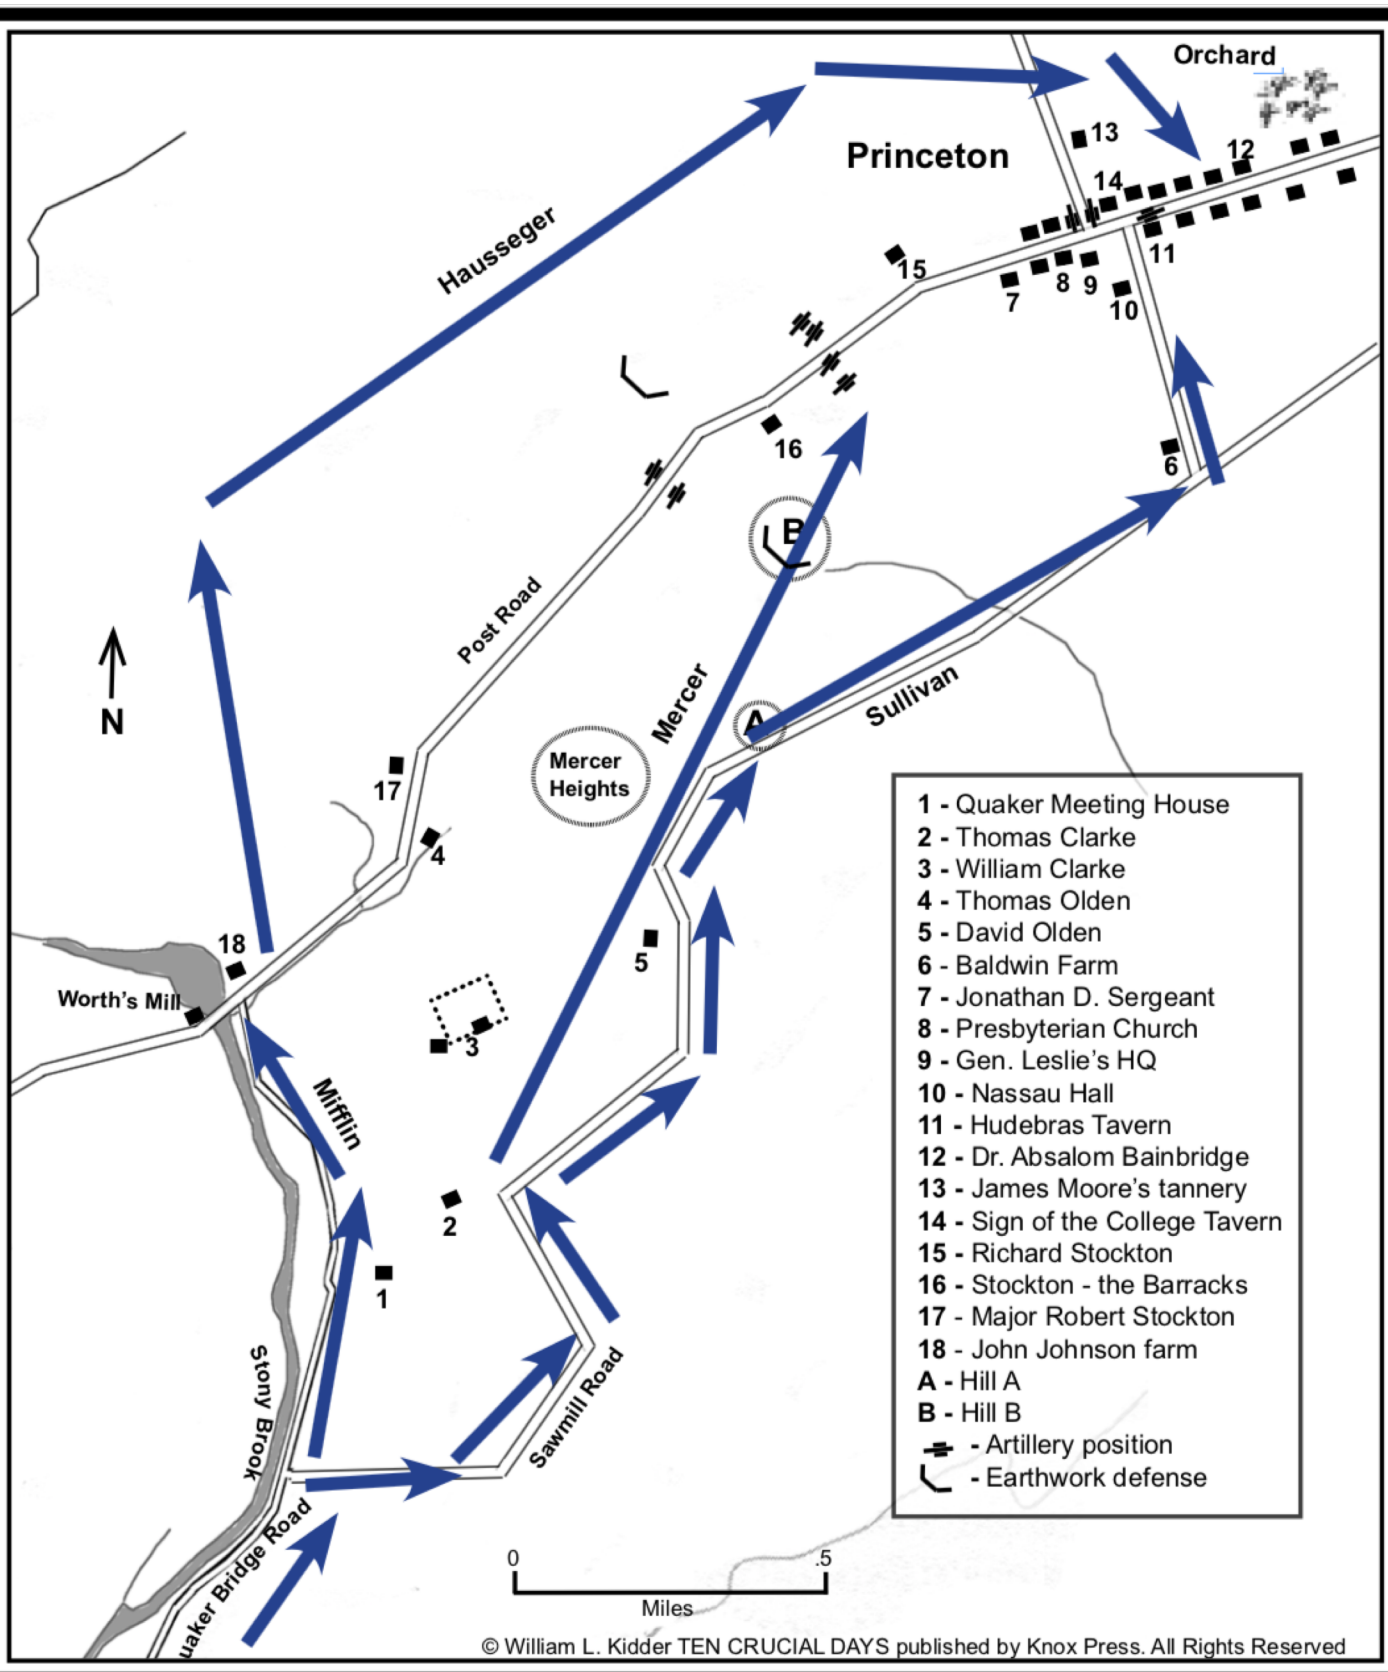 Orchard
13
Princeton
12
14
Hausseger
15
11
8
9
7
10
16
6
B
Post Road
N
Mercer
Sullivan
A
Mercer
Heights
17
4
18
5
Worth's Mill
3
Mifflin
2
1
Stony Brook
Sawmill Road
uaker Bridge Road
1 - Quaker Meeting House
2 - Thomas Clarke
3 - William Clarke
4 - Thomas Olden
5 - David Olden
6 - Baldwin Farm
7 - Jonathan D. Sergeant
8 - Presbyterian Church
9 - Gen. Leslie's HQ
10 - Nassau Hall
11 - Hudebras Tavern
12 - Dr. Absalom Bainbridge
13 - James Moore's tannery
14 - Sign of the College Tavern
15 - Richard Stockton
16 - Stockton - the Barracks
17 - Major Robert Stockton
18 - John Johnson farm
A - Hill A
B - Hill B
- Artillery position
- Earthwork defense
0 .5
Miles
© William L. Kidder TEN CRUCIAL DAYS published by Knox Press. All Rights Reserved